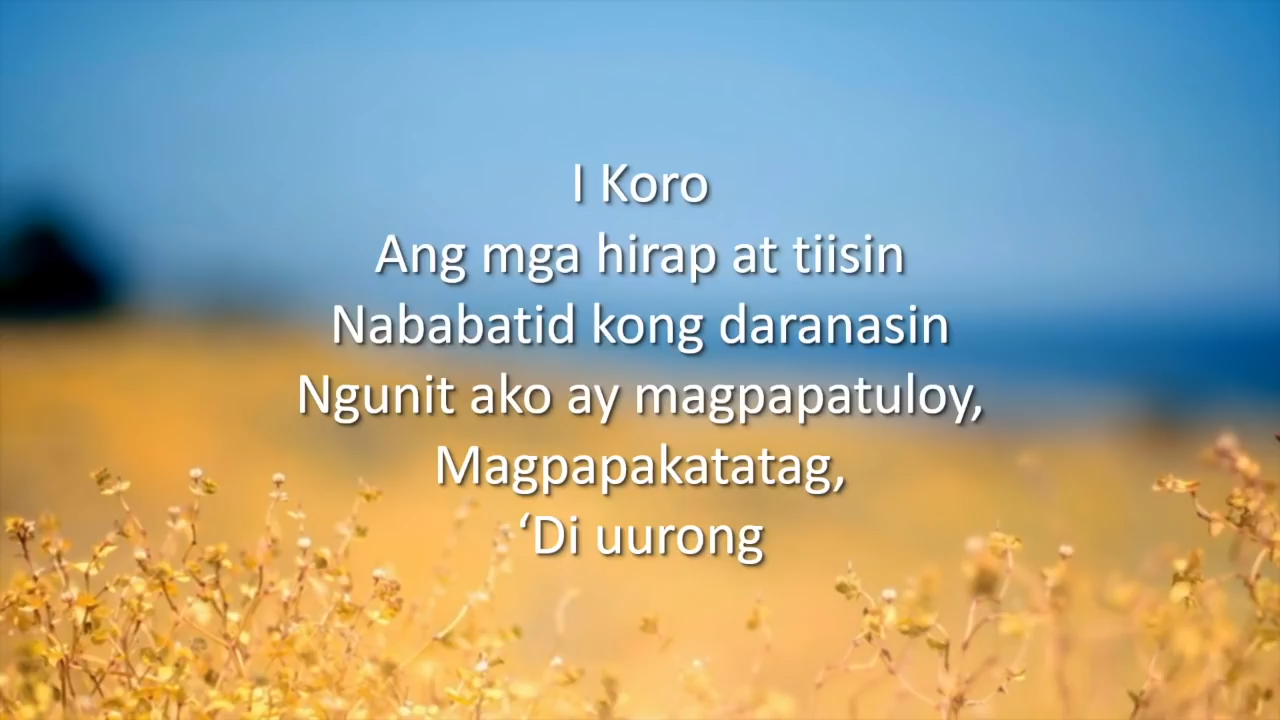 I Koro
Ang mga hirap at tiisin
Nababatid kong daranasin
Ngunit ako ay magpapatuloy,
Magpapakatatag,
‘Di uurong